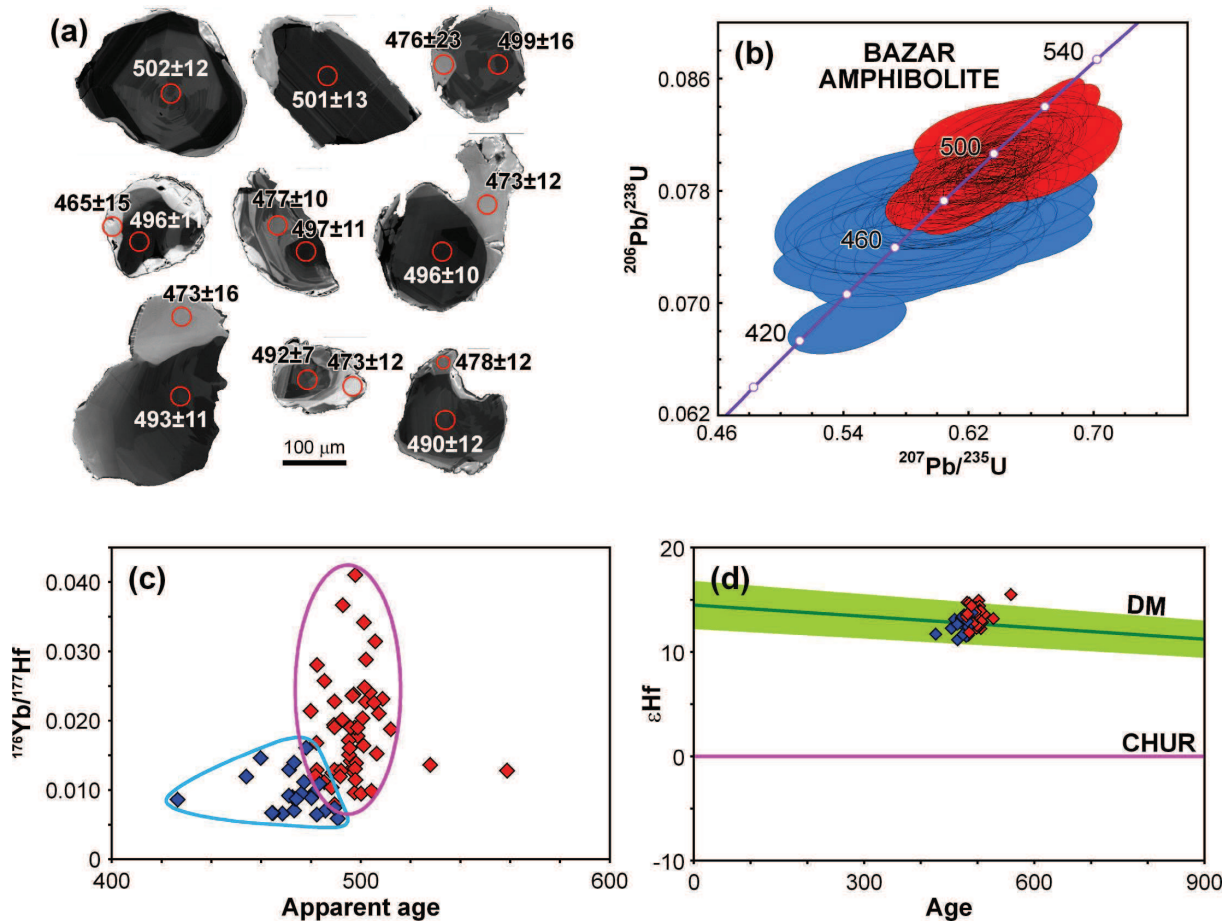 (a)
502±12
501±13
476±23 499±16
465±15
496±11
477±10
497±11
473±12
496±10
473±16
493±11
492±7
473±12
478±12
490±12
100 μm
(b)
BAZAR
AMPHIBOLITE
540
500
460
420
0.086
0.078
0.070
0.062
0.46 0.54 0.62 0.70
206Pb/238U
207Pb/235U
(c)
0.040
0.030
0.020
0.010
0
400 500 600
176Yb/177Hf
Apparent age
(d)
DM
CHUR
20
10
0
-10
0 300 600 900
εHf
Age